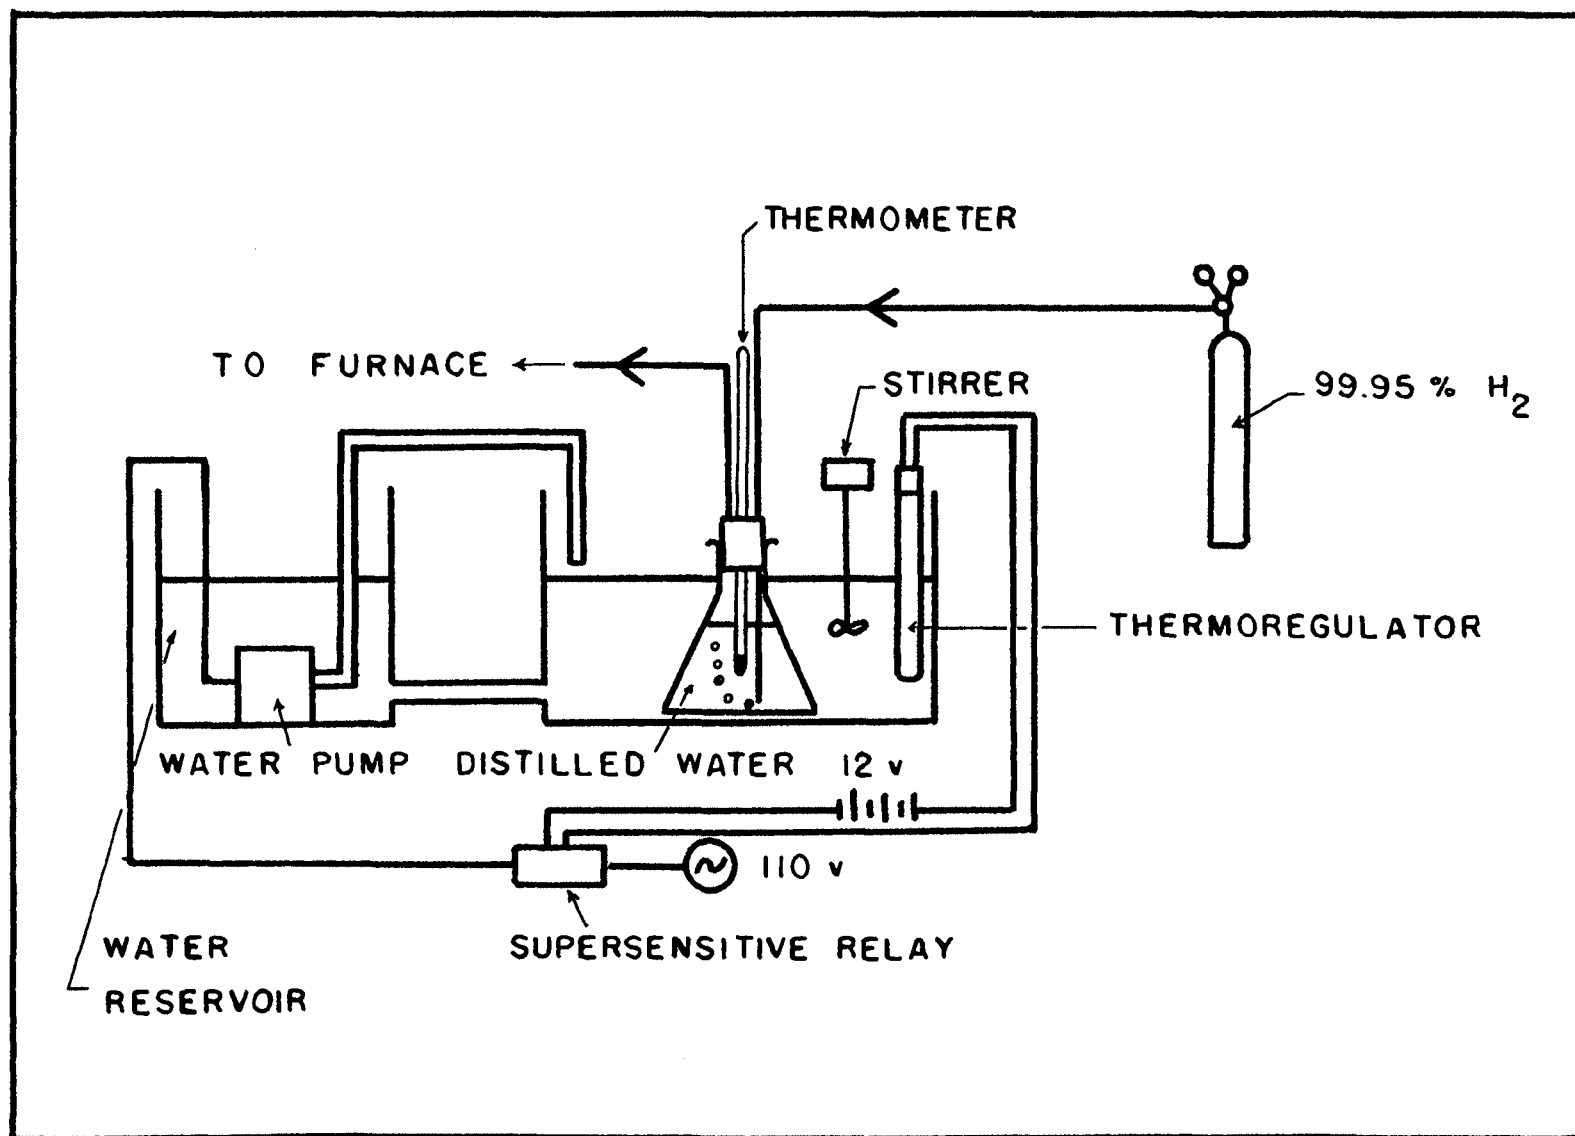 THERMOMETER
TO FURNACE
STIRRER
99.95 % H2
THERMOREGULATOR
WATER PUMP
DISTILLED WATER
12 v
110 v
WATER
RESERVOIR
SUPERSENSITIVE RELAY